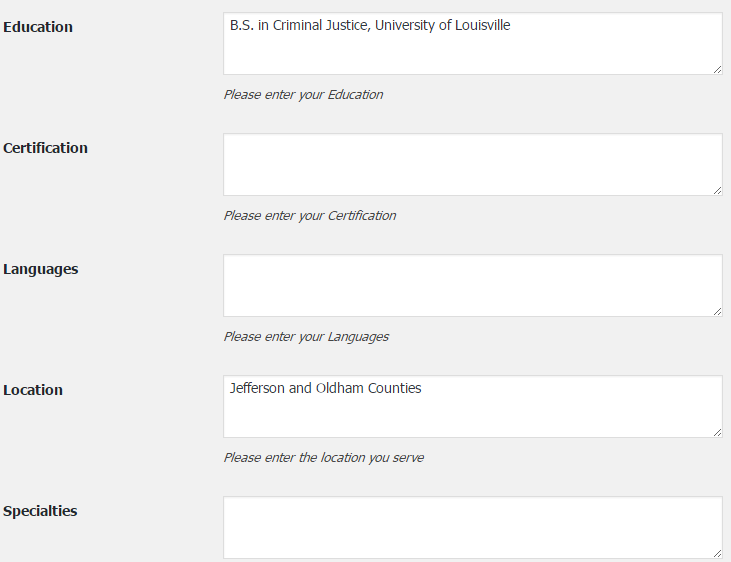 Education
B.S. in Criminal Justice, University of Louisville
Please enter your Education
Certification
Please enter your Certification
Languages
Please enter your Languages
Location
Jefferson and Oldham Counties
Please enter the location you serve
Specialties